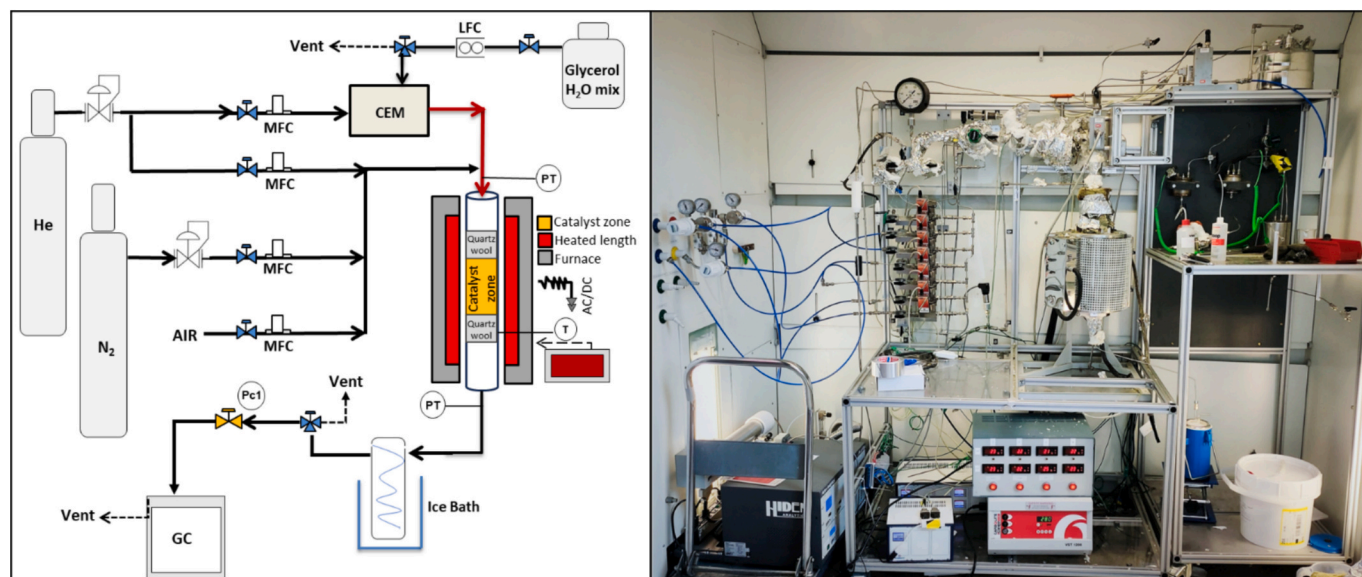 LFC
Vent
Glycerol
H₂O mix
CEM
MFC
MFC
PT
He
Catalyst zone
Heated length
Furnace
Quartz
wool
Catalyst
zone
Quartz
wool
AC/DC
T
MFC
N₂
AIR
MFC
Vent
Pc1
PT
Ice Bath
Vent
GC
HIDEN